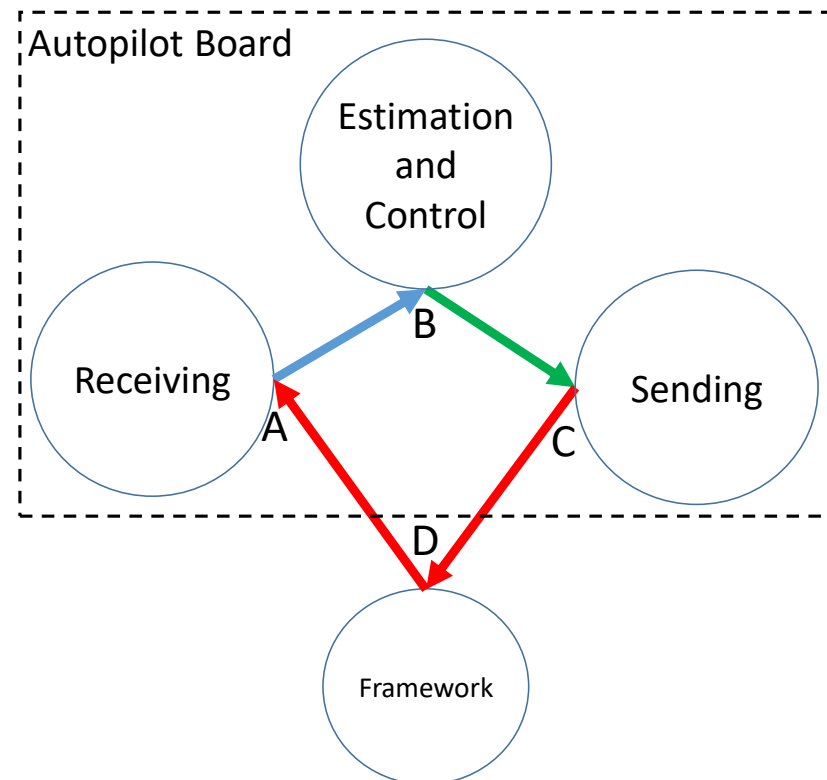 Autopilot Board
Estimation
and
Control
B
Receiving
Sending
A
C
D
Framework